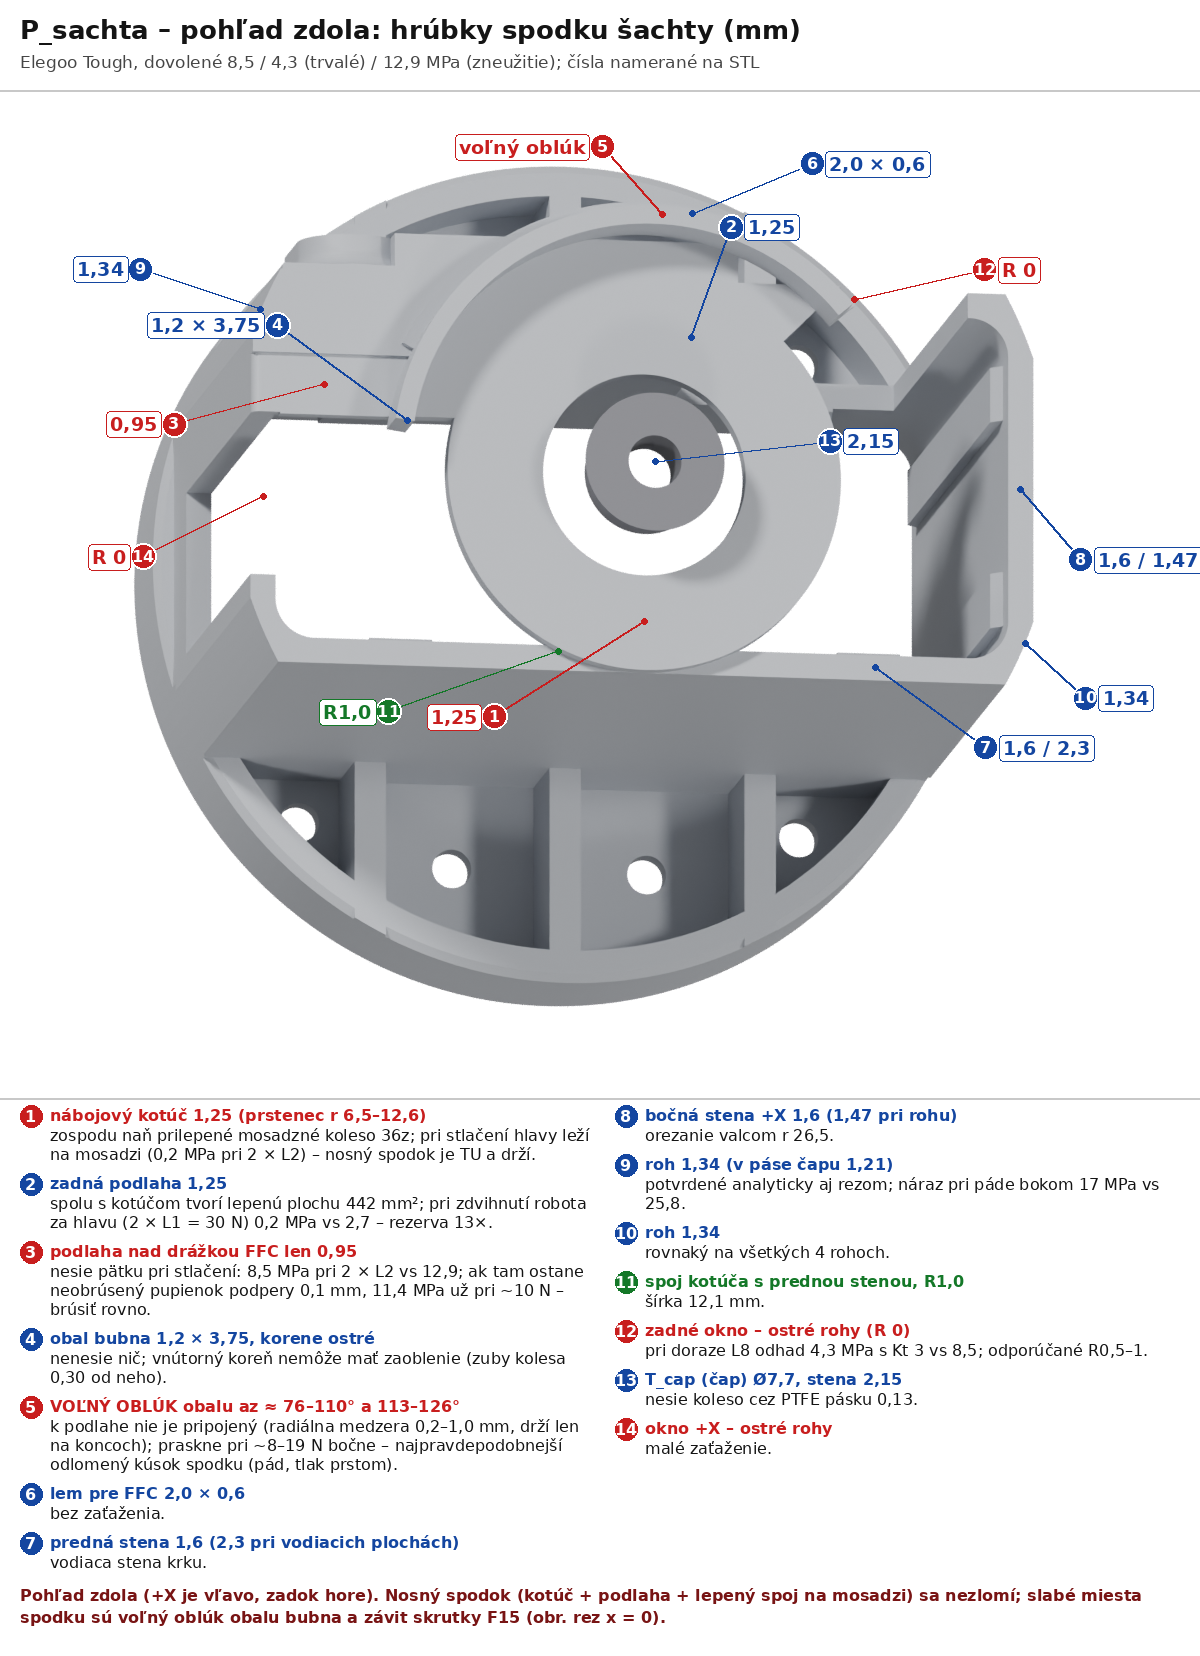 P_sachta – pohľad zdola: hrúbky spodku šachty (mm)
Elegoo Tough, dovolené 8,5 / 4,3 (trvalé) / 12,9 MPa (zneužitie); čísla namerané na STL
voľný oblúk 5
6 2,0 × 0,6
2 1,25
1,34 9
12 R 0
1,2 × 3,75 4
0,95 3
13 2,15
R 0 14
8 1,6 / 1,47
10 1,34
R1,0 11
1,25 1
7 1,6 / 2,3
1 nábojový kotúč 1,25 (prstenec r 6,5–12,6)
zospodu naň prilepené mosadzné koleso 36z; pri stlačení hlavy leží
na mosadzi (0,2 MPa pri 2 × L2) – nosný spodok je TU a drží.
2 zadná podlaha 1,25
spolu s kotúčom tvorí lepenú plochu 442 mm²; pri zdvihnutí robota
za hlavu (2 × L1 = 30 N) 0,2 MPa vs 2,7 – rezerva 13×.
3 podlaha nad drážkou FFC len 0,95
nesie pätku pri stlačení: 8,5 MPa pri 2 × L2 vs 12,9; ak tam ostane
neobrúsený pupienok podpery 0,1 mm, 11,4 MPa už pri ~10 N –
brúsiť rovno.
4 obal bubna 1,2 × 3,75, korene ostré
nenesie nič; vnútorný koreň nemôže mať zaoblenie (zuby kolesa
0,30 od neho).
5 VOĽNÝ OBLÚK obalu az ≈ 76–110° a 113–126°
k podlahe nie je pripojený (radiálna medzera 0,2–1,0 mm, drží len
na koncoch); praskne pri ~8–19 N bočne – najpravdepodobnejší
odlomený kúsok spodku (pád, tlak prstom).
6 lem pre FFC 2,0 × 0,6
bez zaťaženia.
7 predná stena 1,6 (2,3 pri vodiacich plochách)
vodiaca stena krku.
8 bočná stena +X 1,6 (1,47 pri rohu)
orezanie valcom r 26,5.
9 roh 1,34 (v páse čapu 1,21)
potvrdené analyticky aj rezom; náraz pri páde bokom 17 MPa vs
25,8.
10 roh 1,34
rovnaký na všetkých 4 rohoch.
11 spoj kotúča s prednou stenou, R1,0
šírka 12,1 mm.
12 zadné okno – ostré rohy (R 0)
pri doraze L8 odhad 4,3 MPa s Kt 3 vs 8,5; odporúčané R0,5–1.
13 T_cap (čap) Ø7,7, stena 2,15
nesie koleso cez PTFE pásku 0,13.
14 okno +X – ostré rohy
malé zaťaženie.
Pohľad zdola (+X je vľavo, zadok hore). Nosný spodok (kotúč + podlaha + lepený spoj na mosadzi) sa nezlomí; slabé miesta
spodku sú voľný oblúk obalu bubna a závit skrutky F15 (obr. rez x = 0).